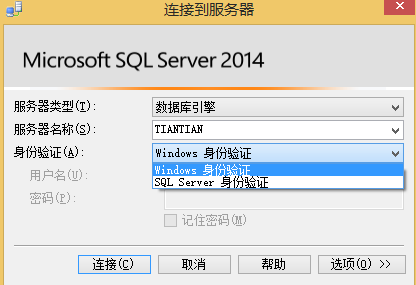 连接到服务器
Microsoft SQL Server 2014
服务器类型(T): 数据库引擎
服务器名称(S): TIANTIAN
身份验证(A): Windows 身份验证
Windows 身份验证
用户名(U):
SQL Server 身份验证
密码(P):
记住密码(M)
连接(C) 取消 帮助 选项(O) >>